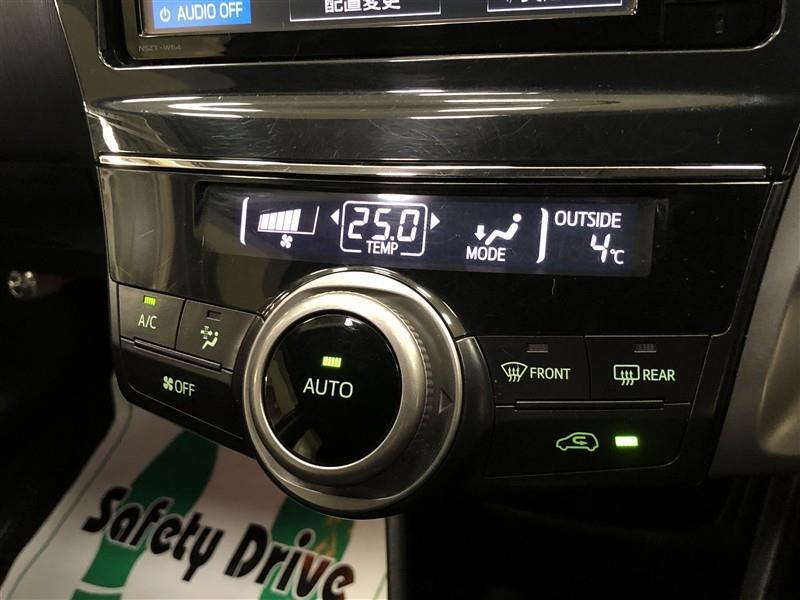 AUDIO OFF
配置変更
NSZT-W64
25.0
TEMP
MODE
OUTSIDE
4°C
A/C
OFF
AUTO
FRONT
REAR
Safety Drive